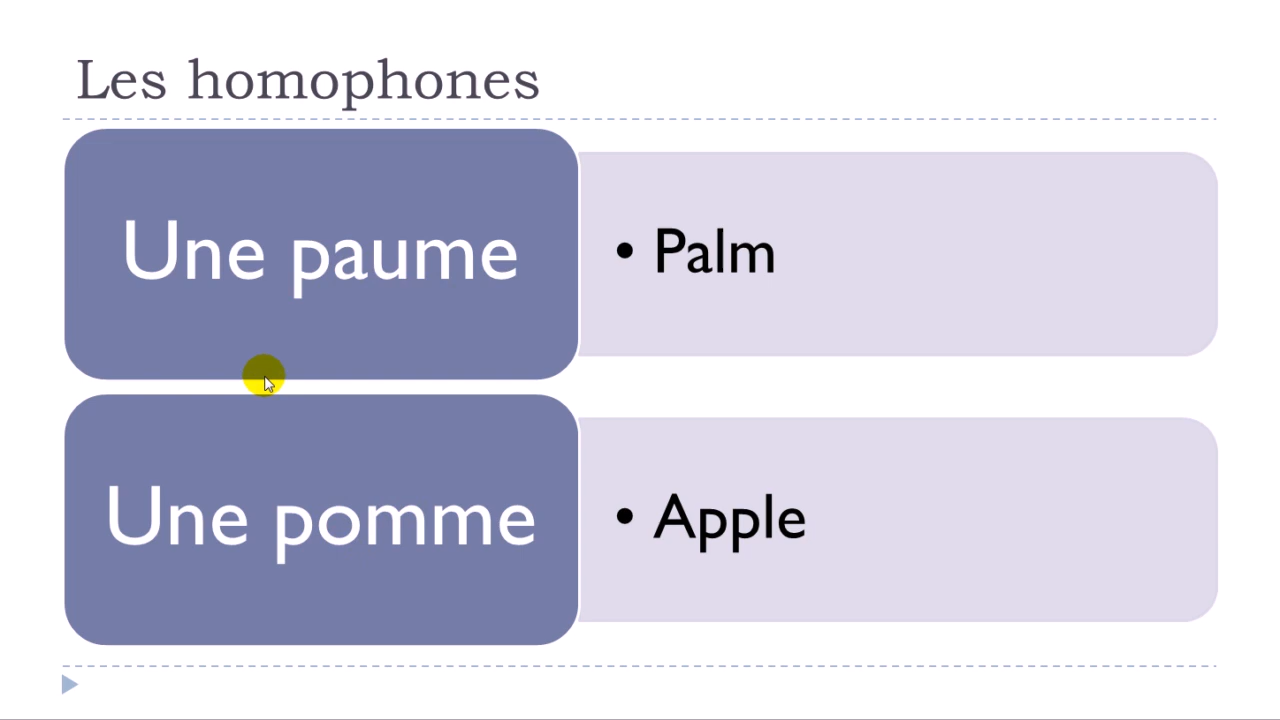 Les homophones
Une paume
• Palm
Une pomme
• Apple